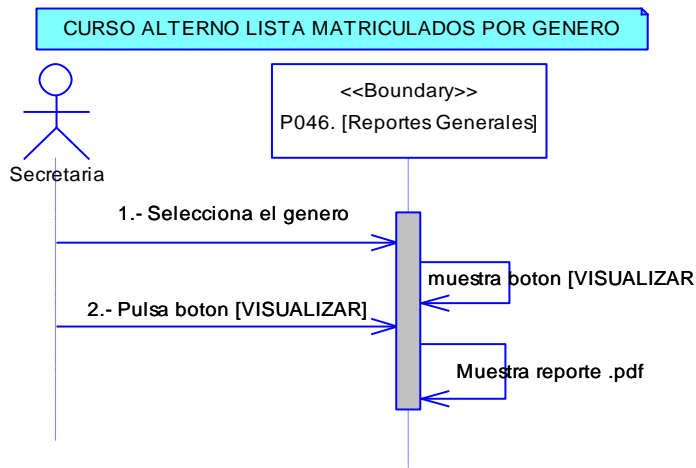 CURSO ALTERNO LISTA MATRICULADOS POR GENERO
<<Boundary>>
P046. [Reportes Generales]
Secretaria
1.- Selecciona el genero
muestra boton [VISUALIZAR
2.- Pulsa boton [VISUALIZAR]
Muestra reporte .pdf